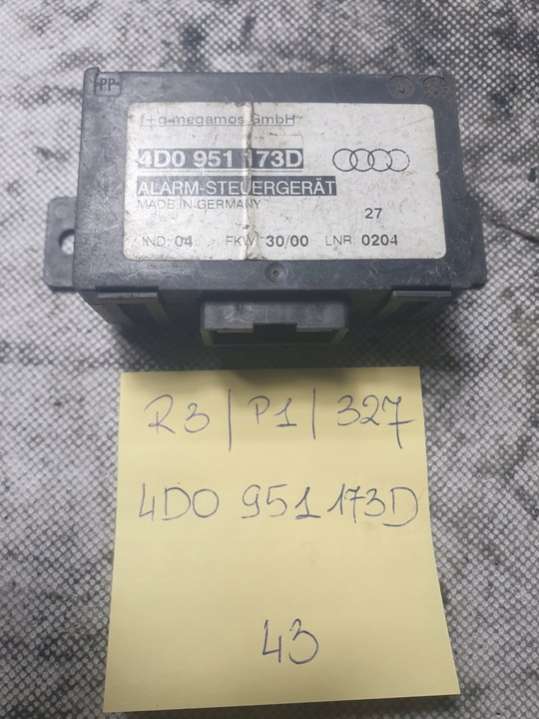 PP
f+g-megamos GmbH
4D0 951 173D
ALARM-STEUERGERÄT
MADE IN GERMANY
27
IND: 04 FKW 30/00 LNR 0204
R3/P1/327
4D0 951 173D
43